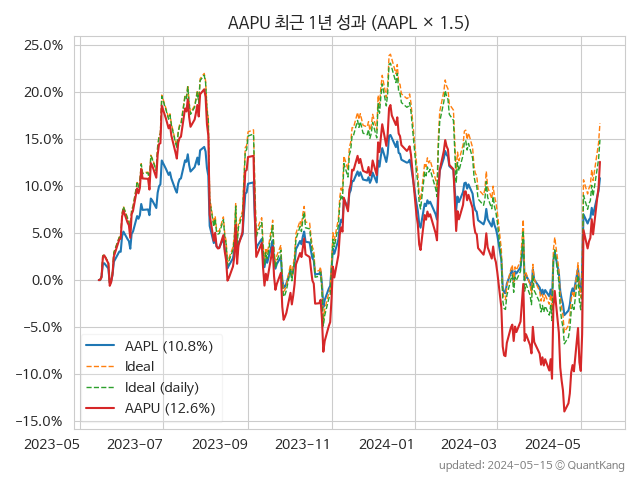 AAPU 최근 1년 성과 (AAPL × 1.5)
25.0%
20.0%
15.0%
10.0%
5.0%
0.0%
−5.0%
−10.0%
−15.0%
AAPL (10.8%)
Ideal
Ideal (daily)
AAPU (12.6%)
2023−05
2023−07
2023−09
2023−11
2024−01
2024−03
2024−05
updated: 2024−05−15 ⓒ QuantKang